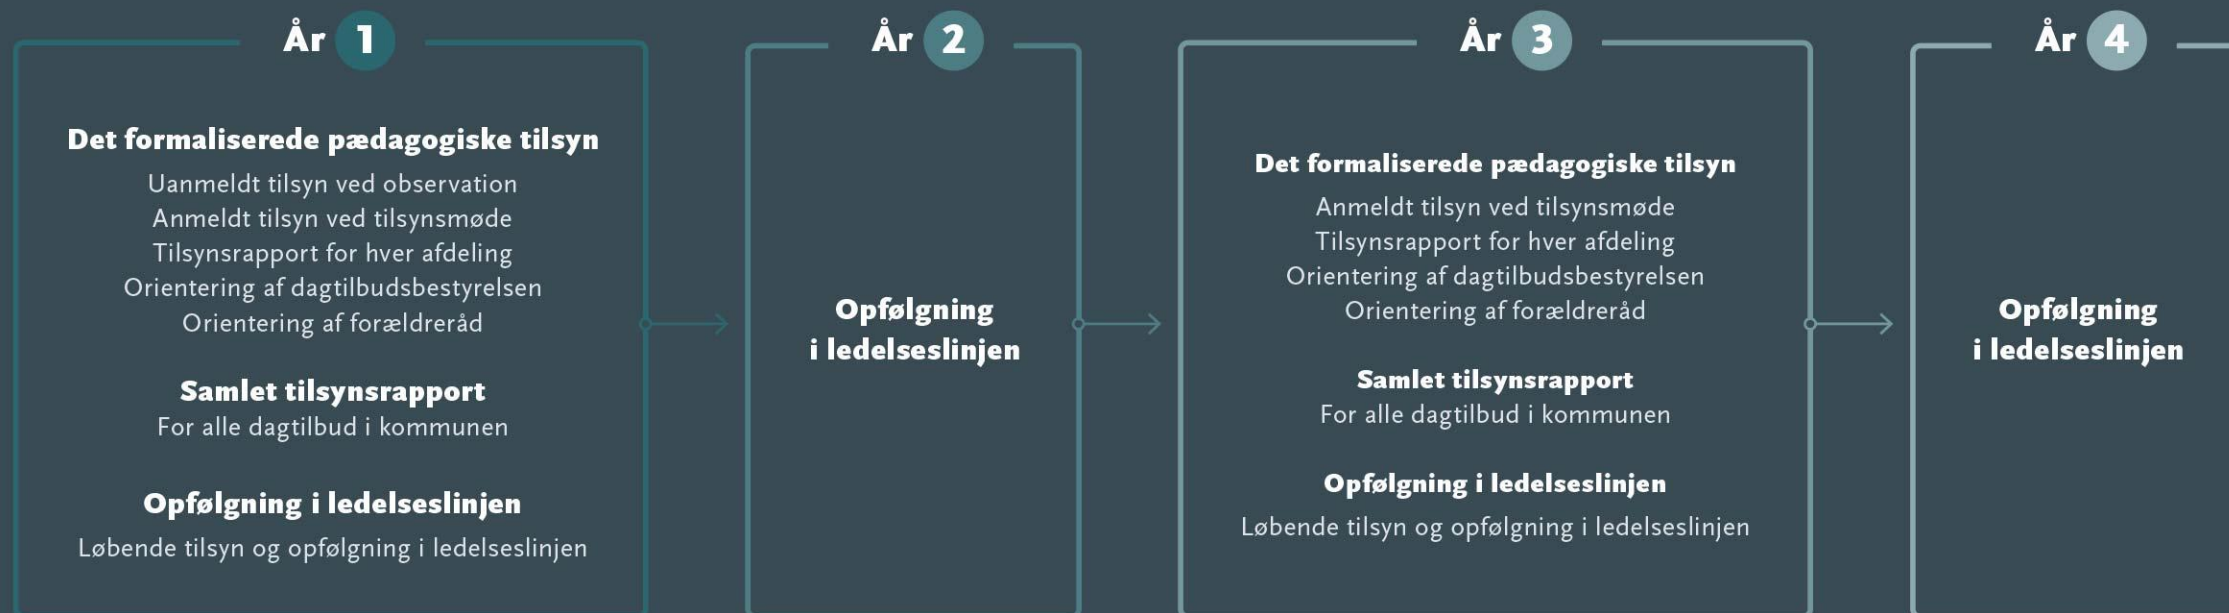 År 1
Det formaliserede pædagogiske tilsyn
Uanmeldt tilsyn ved observation
Anmeldt tilsyn ved tilsynsmøde
Tilsynsrapport for hver afdeling
Orientering af dagtilbudsbestyrelsen
Orientering af forældreråd
Samlet tilsynsrapport
For alle dagtilbud i kommunen
Opfølgning i ledelseslinjen
Løbende tilsyn og opfølgning i ledelseslinjen
År 2
Opfølgning
i ledelseslinjen
År 3
Det formaliserede pædagogiske tilsyn
Anmeldt tilsyn ved tilsynsmøde
Tilsynsrapport for hver afdeling
Orientering af dagtilbudsbestyrelsen
Orientering af forældreråd
Samlet tilsynsrapport
For alle dagtilbud i kommunen
Opfølgning i ledelseslinjen
Løbende tilsyn og opfølgning i ledelseslinjen
År 4
Opfølgning
i ledelseslinjen